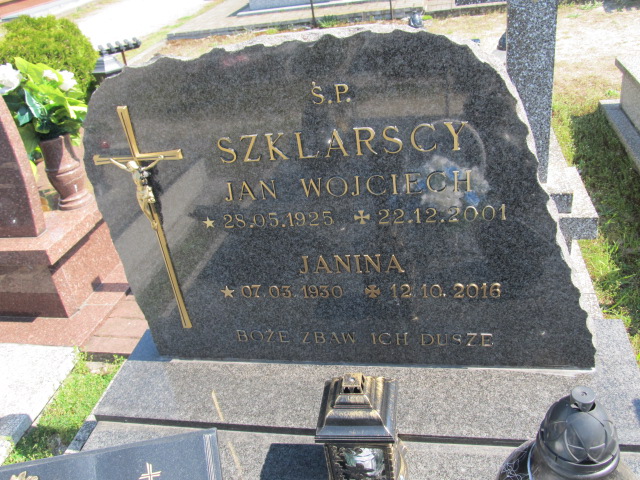 Ś.P.
SZKLARSCY
JAN WOJCIECH
28.05.1925 22.12.2001
JANINA
07.03.1930 12.10.2016
BOŻE ZBAW ICH DUSZE